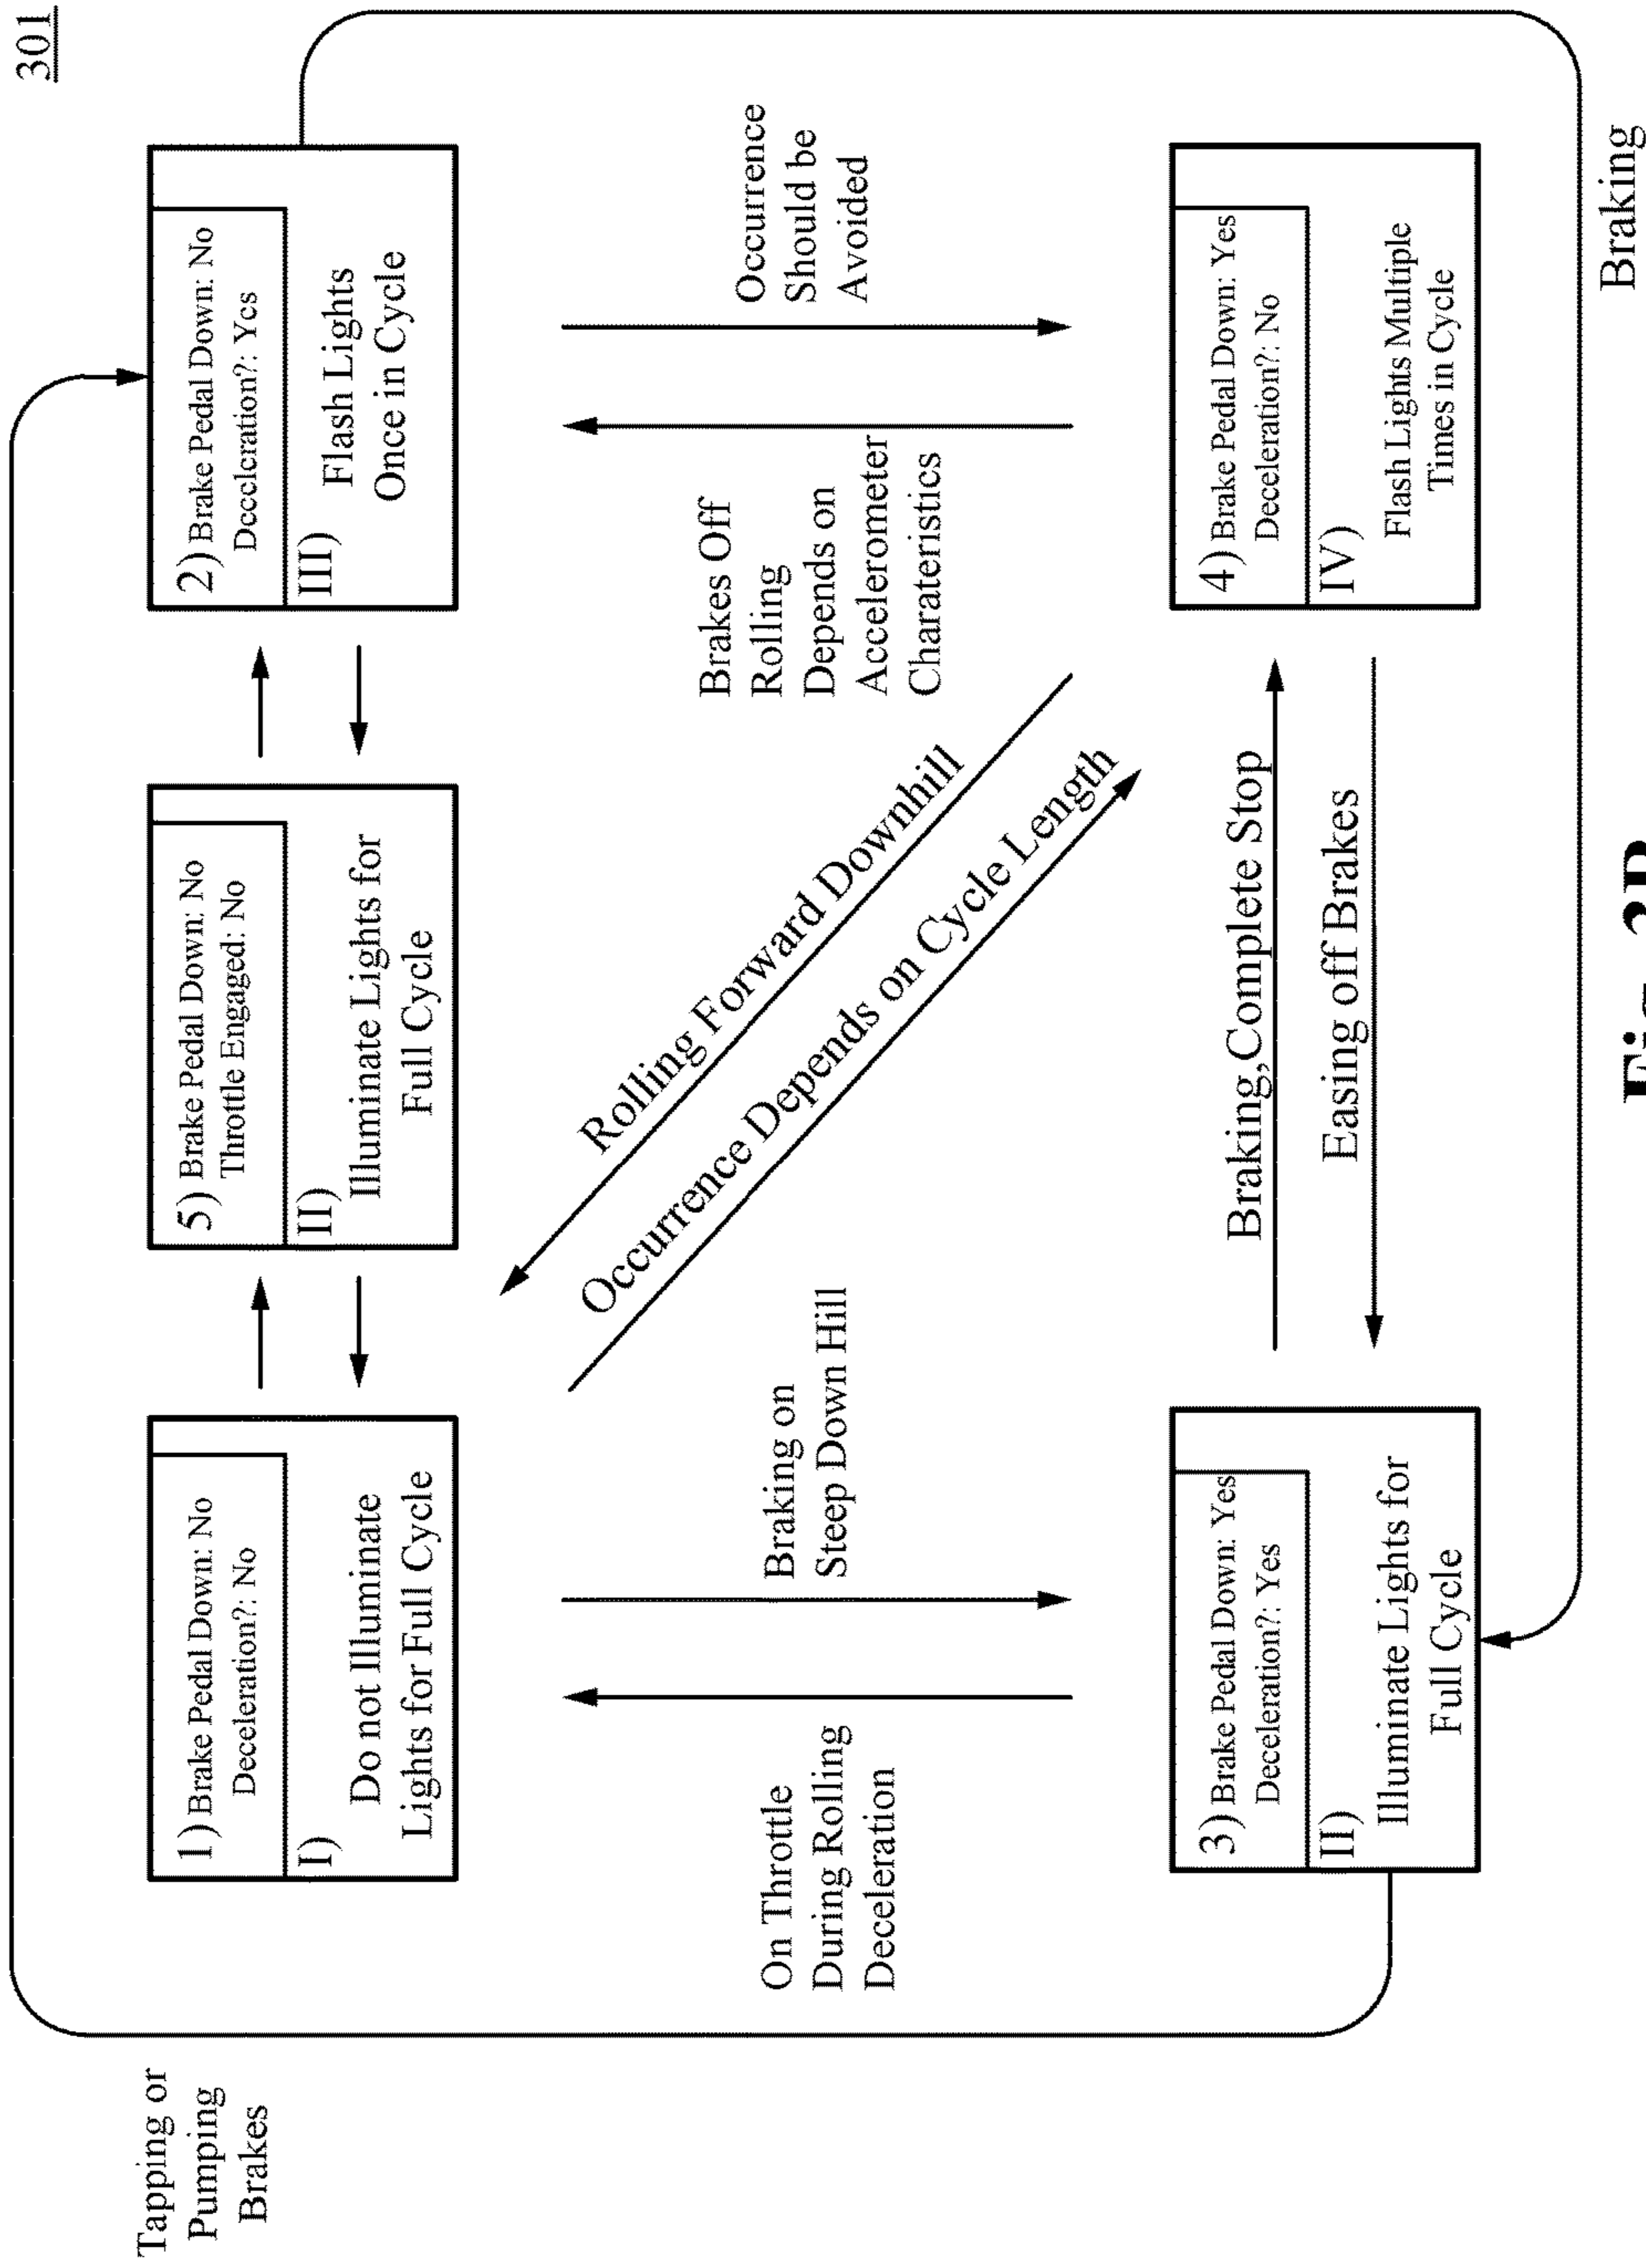 301
Tapping or
Pumping
Brakes
1) Brake Pedal Down: No
Deceleration?: No
I)
Do not Illuminate
Lights for Full Cycle
5) Brake Pedal Down: No
Throttle Engaged: No
II)
Illuminate Lights for
Full Cycle
2) Brake Pedal Down: No
Deceleration?: Yes
III)
Flash Lights
Once in Cycle
On Throttle
During Rolling
Deceleration
Braking on
Steep Down Hill
Rolling Forward Downhill
Occurrence Depends on Cycle Length
Brakes Off
Rolling
Depends on
Accelerometer
Charateristics
Occurrence
Should be
Avoided
3) Brake Pedal Down: Yes
Deceleration?: Yes
II)
Illuminate Lights for
Full Cycle
Braking,Complete Stop
Easing off Brakes
4) Brake Pedal Down: Yes
Deceleration?: No
IV)
Flash Lights Multiple
Times in Cycle
Braking